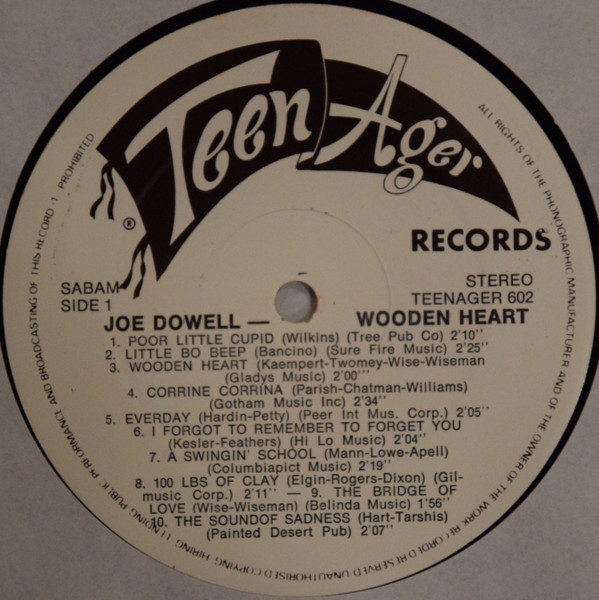 Teen Ager
®
RECORDS
SABAM
SIDE 1
STEREO
TEENAGER 602
JOE DOWELL — WOODEN HEART
1. POOR LITTLE CUPID (Wilkins) (Tree Pub Co) 2'10''
2. LITTLE BO BEEP (Bancino) (Sure Fire Music) 2'25''
3. WOODEN HEART (Kaempert-Twomey-Wise-Wiseman
(Gladys Music) 2'00'''
4. CORRINE CORRINA (Parish-Chatman-Williams)
(Gotham Music Inc) 2'34''
5. EVERDAY (Hardin-Petty) (Peer Int Mus. Corp.) 2'05''
6. I FORGOT TO REMEMBER TO FORGET YOU
(Kesler-Feathers) (Hi Lo Music) 2'04''
7. A SWINGIN' SCHOOL (Mann-Lowe-Apell)
(Columbiapict Music) 2'19''
8. 100 LBS OF CLAY (Elgin-Rogers-Dixon) (Gil-
music Corp.) 2'11'' — 9. THE BRIDGE OF
LOVE (Wise-Wiseman) (Belinda Music) 1'56''
10. THE SOUNDOF SADNESS (Hart-Tarshis)
(Painted Desert Pub) 2'07''
ALL RIGHTS OF THE PHONOGRAPHIC MANUFACTURER AND OF THE OWNER OF THE WORK RECORDED RESERVED UNAUTHORISED COPYING HIRING LENDING PUBLIC PERFORMANCE AND BROADCASTING OF THIS RECORD PROHIBITED